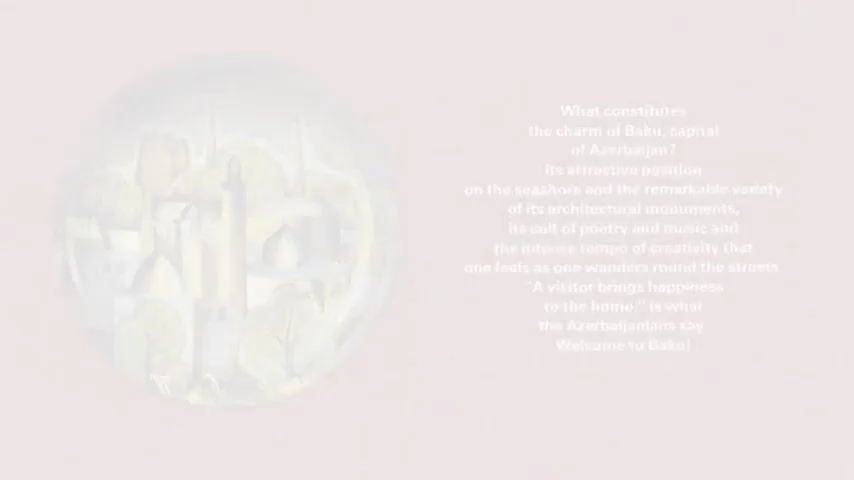 What constitutes
the charm of Baku, capital
of Azerbaijan?
Its attractive position
on the seashore and the remarkable variety
of its architectural monuments,
its cult of poetry and music and
the intense tempo of creativity that
one feels as one wanders round the streets.
"A visitor brings happiness
to the home," is what
the Azerbaijanians say
Welcome to Baku!